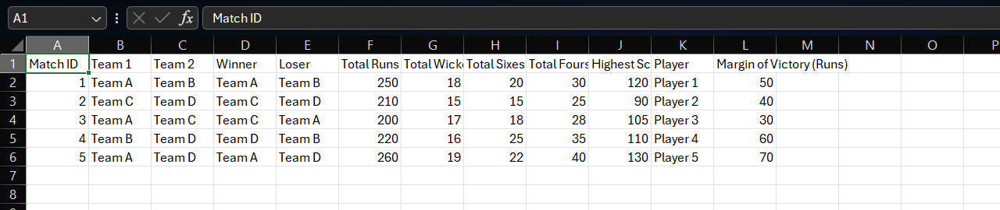 A1 fx Match ID
A B C D E F G H I J K L M N O P
1 Match ID Team 1 Team 2 Winner Loser Total Runs Total Wick Total Sixes Total Fours Highest Sc Player Margin of Victory (Runs)
2 1 Team A Team B Team A Team B 250 18 20 30 120 Player 1 50
3 2 Team C Team D Team C Team D 210 15 15 25 90 Player 2 40
4 3 Team A Team C Team C Team A 200 17 18 28 105 Player 3 30
5 4 Team B Team D Team D Team B 220 16 25 35 110 Player 4 60
6 5 Team A Team D Team A Team D 260 19 22 40 130 Player 5 70
7
8